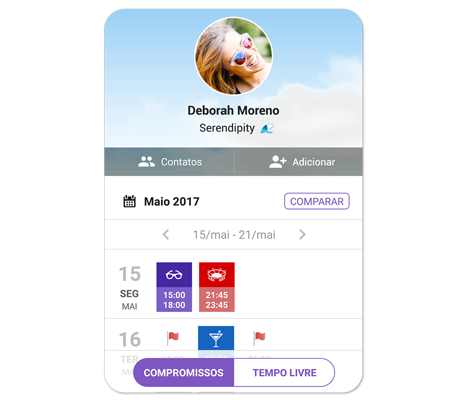 Deborah Moreno
Serendipity
Contatos
Adicionar
Maio 2017
COMPARAR
15/mai - 21/mai
15
SEG
MAI
15:00
18:00
21:45
23:45
16
TER
COMPROMISSOS
TEMPO LIVRE